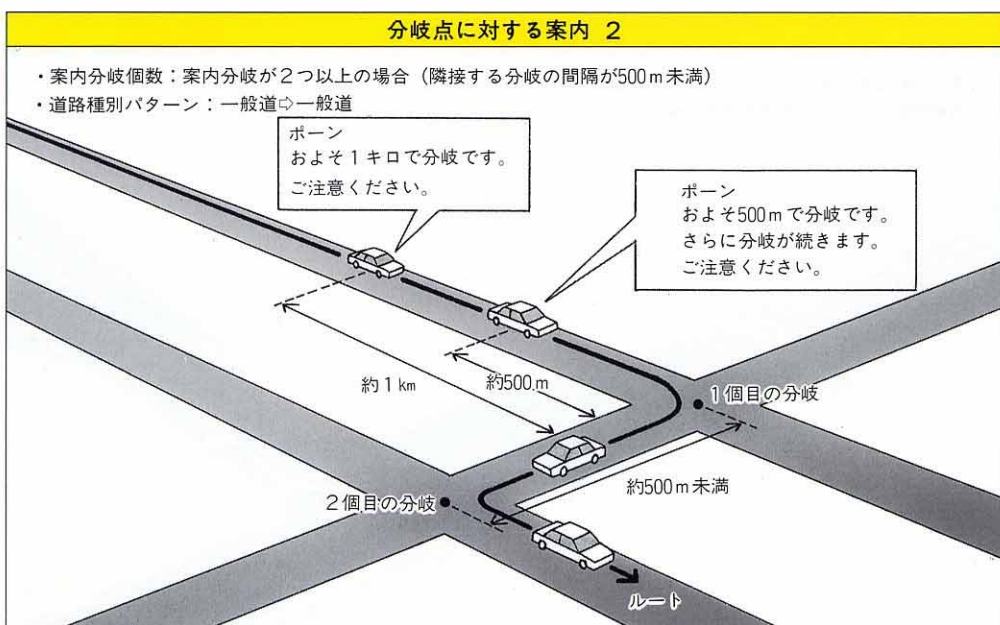 分岐点に対する案内 2
・案内分岐個数：案内分岐が2つ以上の場合（隣接する分岐の間隔が500m未満）
・道路種別パターン：一般道⇨一般道
ポーン
およそ1キロで分岐です。
ご注意ください。
ポーン
およそ500mで分岐です。
さらに分岐が続きます。
ご注意ください。
約1km
約500m
1個目の分岐
約500m未満
2個目の分岐
ルート